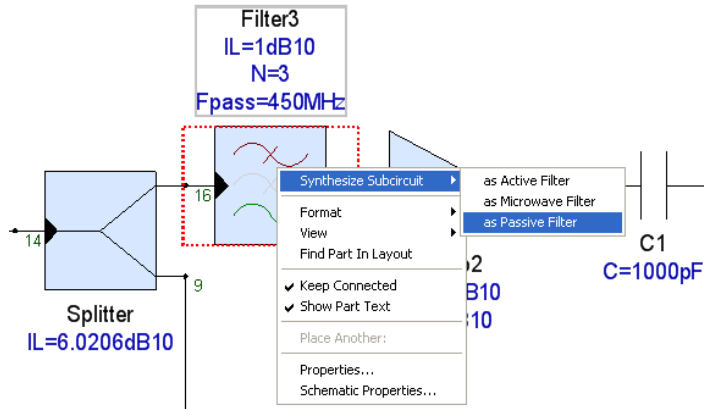 Filter3
IL=1dB10
N=3
Fpass=450MHz
16
14
9
Splitter
IL=6.0206dB10
Synthesize Subcircuit
Format
View
Find Part In Layout
Keep Connected
Show Part Text
Place Another:
Properties...
Schematic Properties...
as Active Filter
as Microwave Filter
as Passive Filter
2
B10
10
C1
C=1000pF